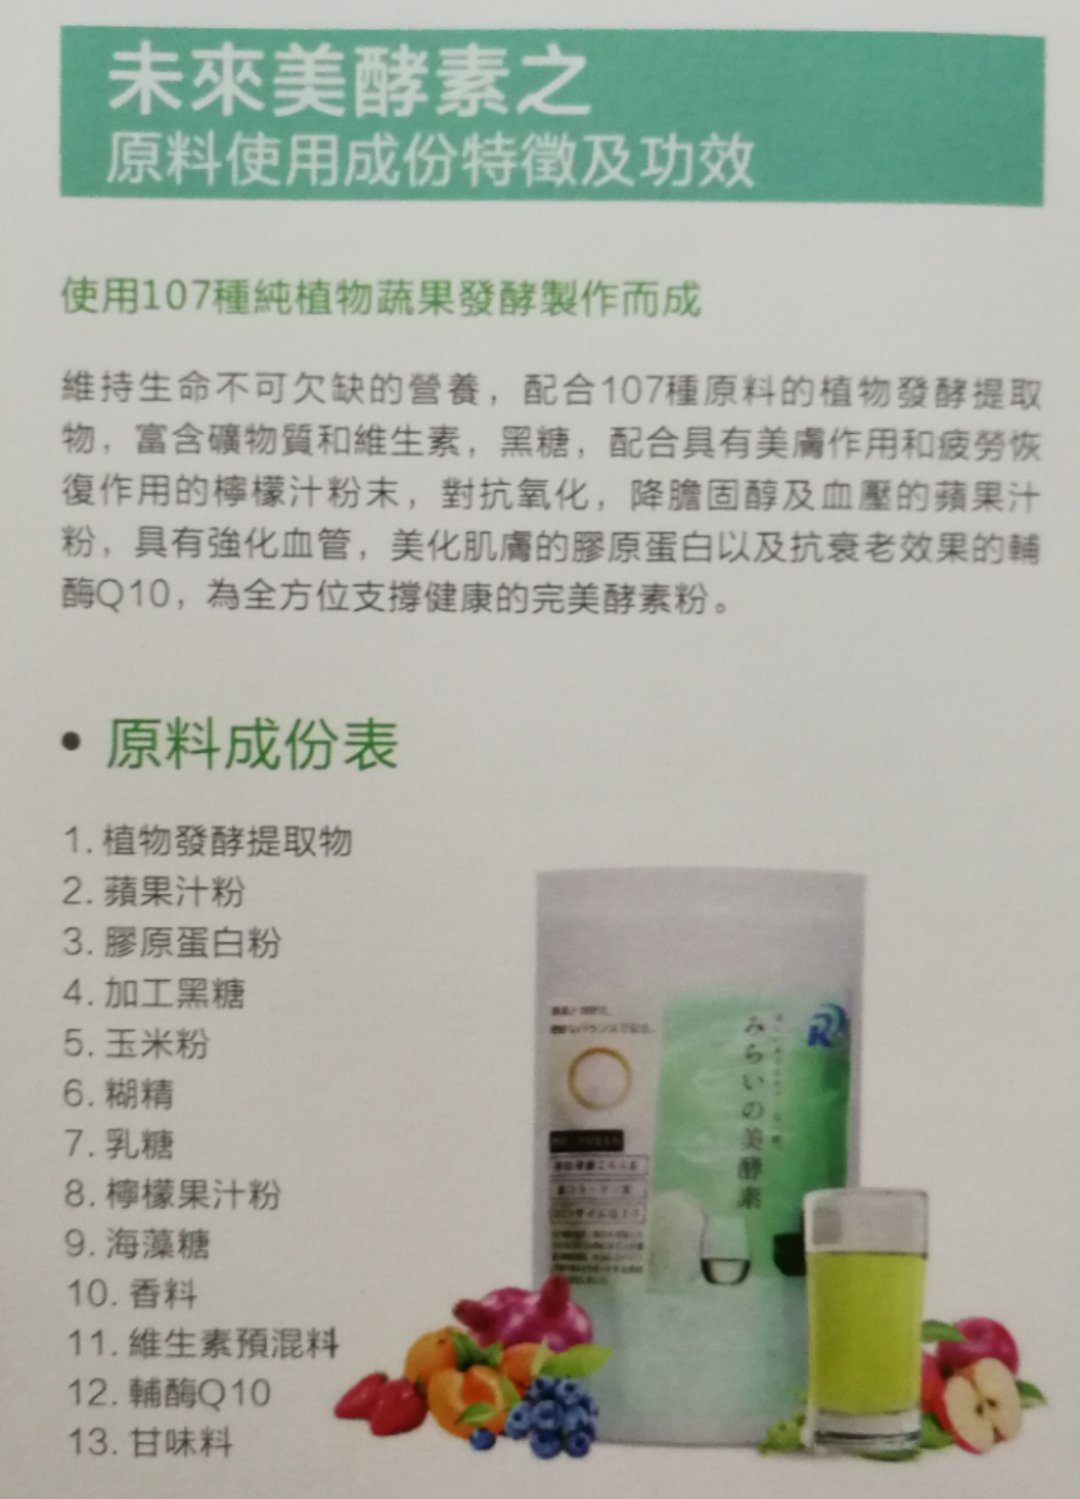 未來美酵素之
原料使用成份特徵及功效
使用107種純植物蔬果發酵製作而成
維持生命不可欠缺的營養，配合107種原料的植物發酵提取
物，富含礦物質和維生素，黑糖，配合具有美膚作用和疲勞恢
復作用的檸檬汁粉末，對抗氧化，降膽固醇及血壓的蘋果汁
粉，具有強化血管，美化肌膚的膠原蛋白以及抗衰老效果的輔
酶Q10，為全方位支撐健康的完美酵素粉。
• 原料成份表
1. 植物發酵提取物
2. 蘋果汁粉
3. 膠原蛋白粉
4. 加工黑糖
5. 玉米粉
6. 糊精
7. 乳糖
8. 檸檬果汁粉
9. 海藻糖
10. 香料
11. 維生素預混料
12. 輔酶Q10
13. 甘味料
みらいの美酵素